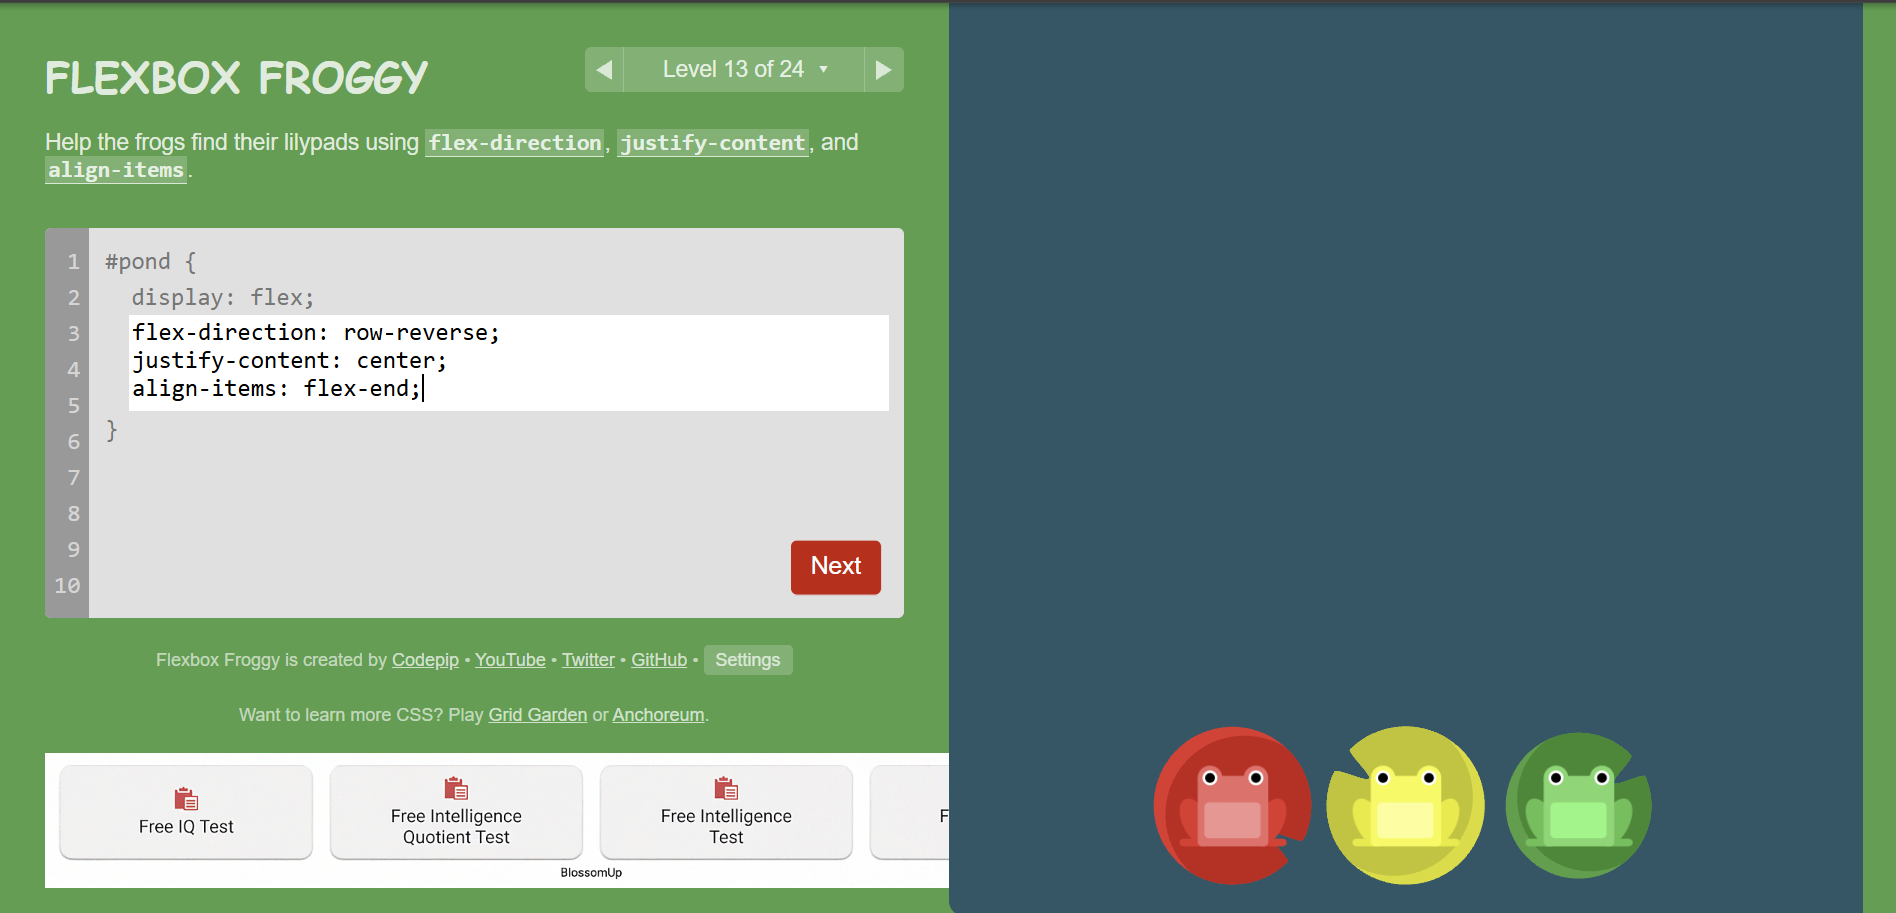 FLEXBOX FROGGY
◀ Level 13 of 24 ▼ ▶
Help the frogs find their lilypads using flex-direction, justify-content, and
align-items.
1 #pond {
2 display: flex;
3 flex-direction: row-reverse;
4 justify-content: center;
5 align-items: flex-end;
6 }
7
8
9
10
Next
Flexbox Froggy is created by Codepip • YouTube • Twitter • GitHub • Settings
Want to learn more CSS? Play Grid Garden or Anchoreum.
Free IQ Test
Free Intelligence
Quotient Test
Free Intelligence
Test
F
BlossomUp